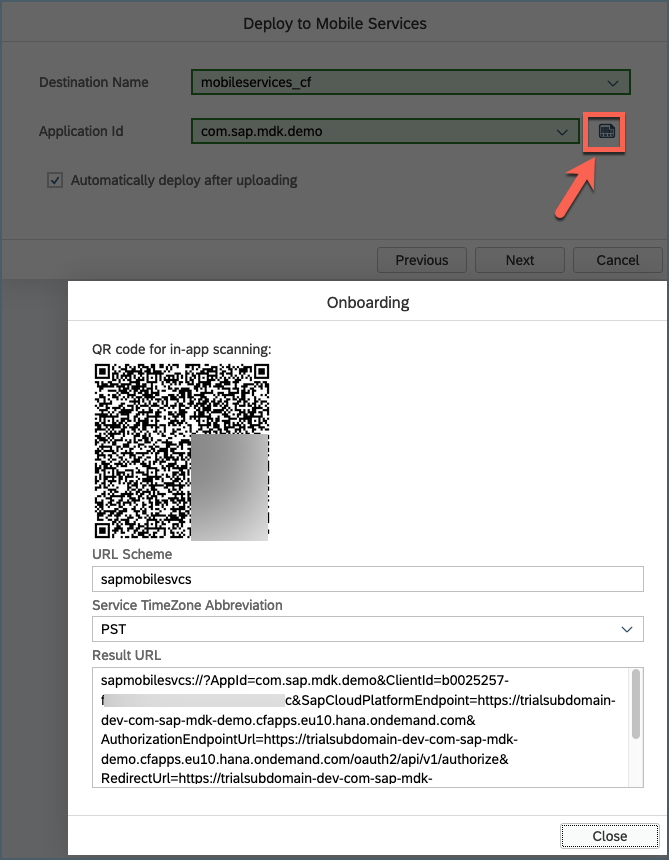 Deploy to Mobile Services
Destination Name
mobileservices_cf
Application Id
com.sap.mdk.demo
Automatically deploy after uploading
Previous
Next
Cancel
Onboarding
QR code for in-app scanning:
URL Scheme
sapmobilesvcs
Service TimeZone Abbreviation
PST
Result URL
sapmobilesvcs://?AppId=com.sap.mdk.demo&ClientId=b0025257-
f c&SapCloudPlatformEndpoint=https://trialsubdomain-
dev-com-sap-mdk-demo.cfapps.eu10.hana.ondemand.com&
AuthorizationEndpointUrl=https://trialsubdomain-dev-com-sap-mdk-
demo.cfapps.eu10.hana.ondemand.com/oauth2/api/v1/authorize&
RedirectUrl=https://trialsubdomain-dev-com-sap-mdk-
Close